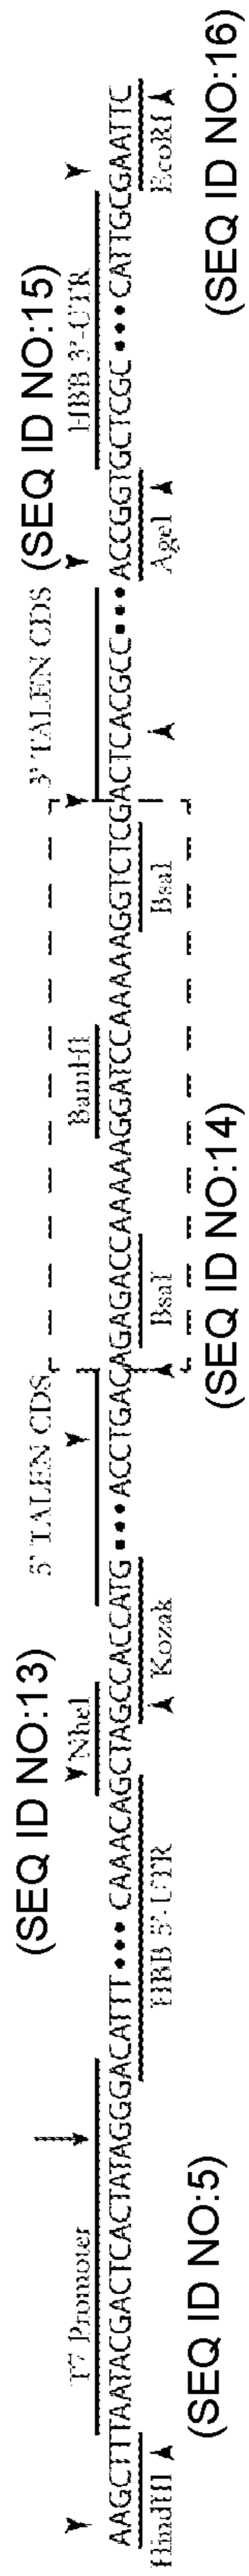 (SEQ ID NO:13) (SEQ ID NO:15)
5' TALEN CDS 3' TALEN CDS
T7 Promoter NheI BamHI HBB 3'-UTR
AAGCTTTAATACGACTCACTATAGGGACATTT ••• CAAACAGCTAGCCACCATG ••• ACCTGACAGAGACCAAAAAGGATCCAAAAAGGTCTCGACTCACGCC ••• ACCGGTGCTCGC ••• CATTGCGAATTC
HindIII HBB 5'-UTR Kozak BsaI BsaI AgeI EcoRI
(SEQ ID NO:5) (SEQ ID NO:14) (SEQ ID NO:16)